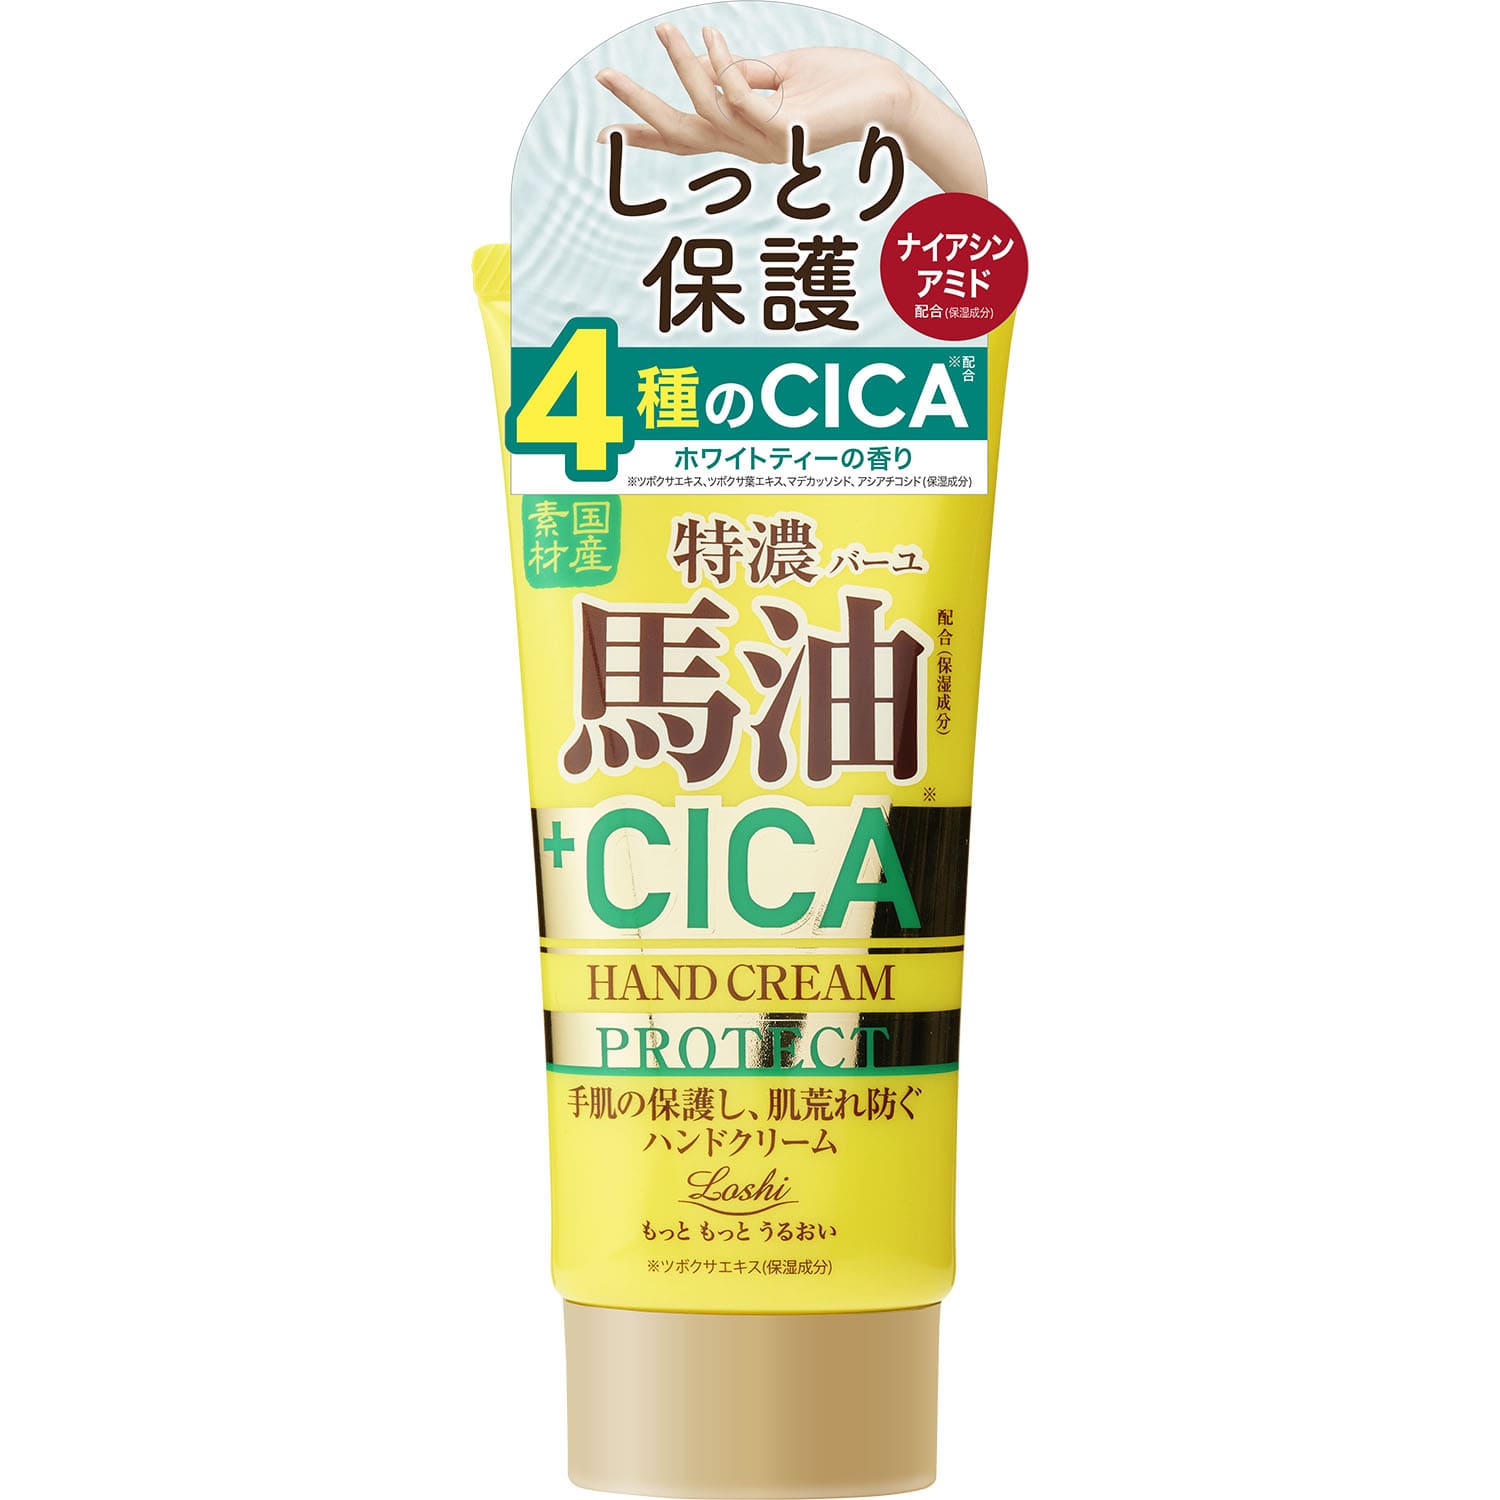 しっとり
保護
ナイアシン
アミド
配合(保湿成分)
4種のCICA※配合
ホワイトティーの香り
※ツボクサエキス、ツボクサ葉エキス、マデカッソシド、アシアチコシド(保湿成分)
国産
素材
特濃バーユ
馬油
配合(保湿成分)
※
+CICA
HAND CREAM
PROTECT
手肌の保護し、肌荒れ防ぐ
ハンドクリーム
Loshi
もっと もっと うるおい
※ツボクサエキス(保湿成分)